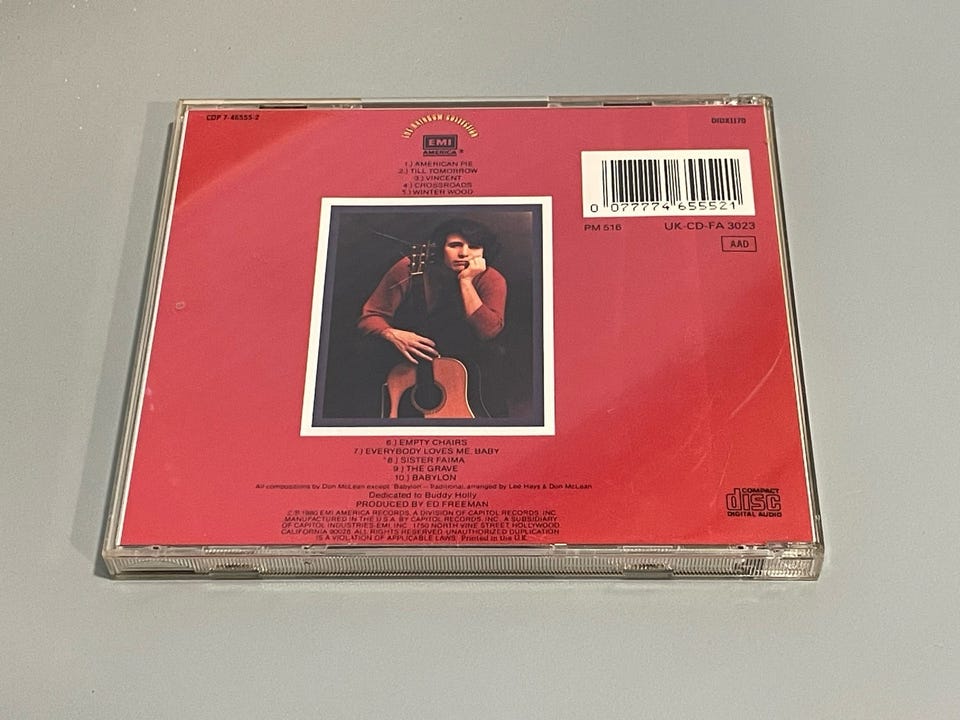 CDP 7-46555-2
DIDX1170
EMI
AMERICA®
1.) AMERICAN PIE
2.) TILL TOMORROW
3.) VINCENT
4.) CROSSROADS
5.) WINTER WOOD
0 077774 655521
PM 516 UK-CD-FA 3023
AAD
6.) EMPTY CHAIRS
7.) EVERYBODY LOVES ME, BABY
8.) SISTER FAIMA
9.) THE GRAVE
10.) BABYLON
All compositions by Don McLean except "Babylon"—Traditional, arranged by Lee Hays & Don McLean
Dedicated to Buddy Holly
PRODUCED BY ED FREEMAN
© ℗ 1980 EMI AMERICA RECORDS, A DIVISION OF CAPITOL RECORDS, INC.
MANUFACTURED IN THE U.S.A. BY CAPITOL RECORDS, INC. A SUBSIDIARY
OF CAPITOL INDUSTRIES-EMI, INC. 1750 NORTH VINE STREET, HOLLYWOOD,
CALIFORNIA 90028. ALL RIGHTS RESERVED. UNAUTHORIZED DUPLICATION
IS A VIOLATION OF APPLICABLE LAWS. Printed in the U.K.
COMPACT
disc
DIGITAL AUDIO